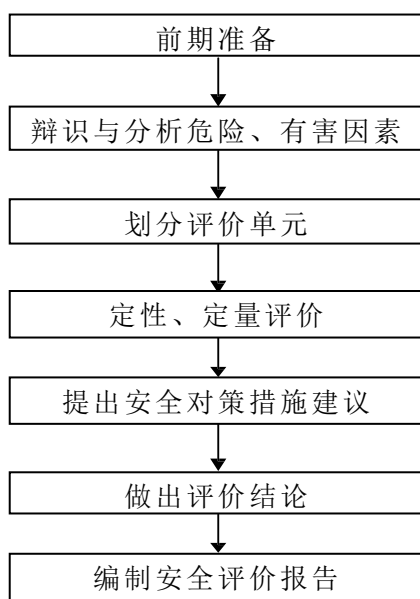 前期准备
辩识与分析危险、有害因素
划分评价单元
定性、定量评价
提出安全对策措施建议
做出评价结论
编制安全评价报告